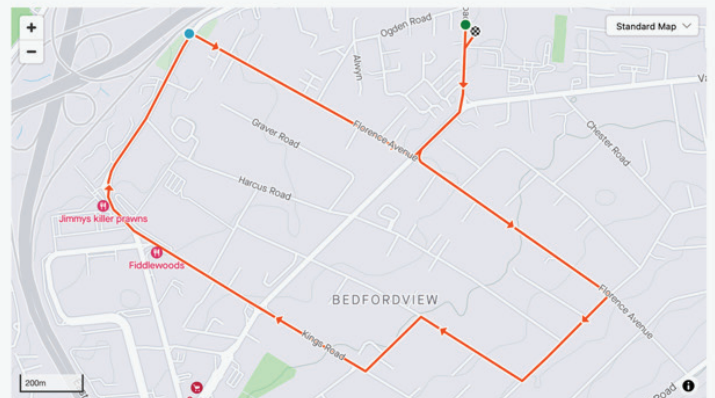 +
−
Standard Map
Ogden Road
Alwyn
Florence Avenue
Graver Road
Chester Road
Harcus Road
Jimmys killer prawns
Fiddlewoods
BEDFORDVIEW
Florence Avenue
Kings Road
200m
Road